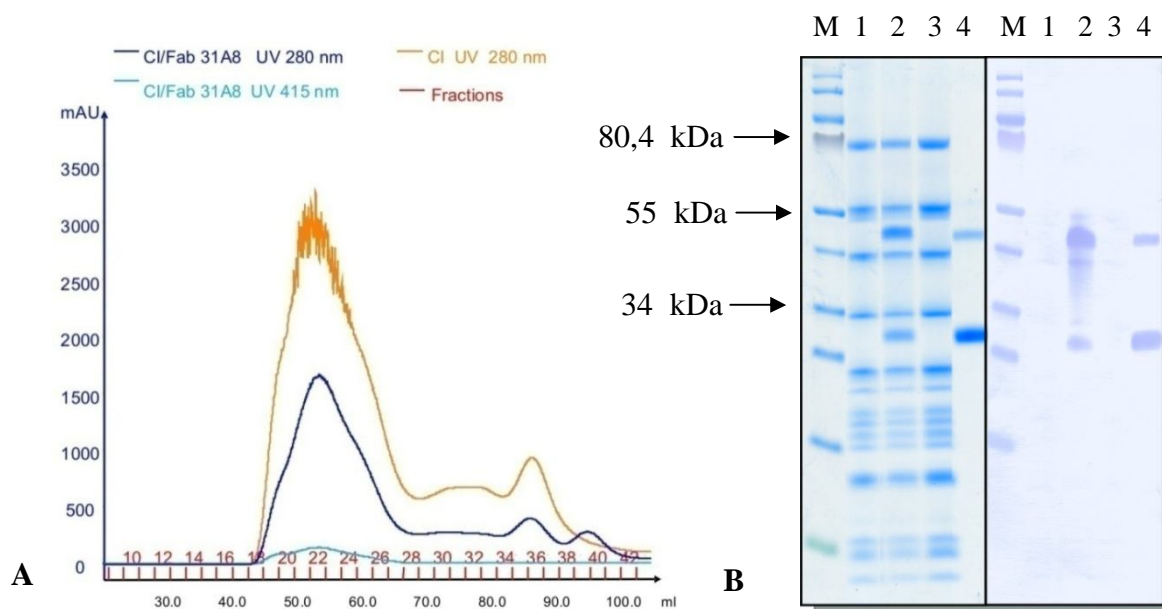 CI/Fab 31A8 UV 280 nm
CI UV 280 nm
CI/Fab 31A8 UV 415 nm
Fractions
mAU
3500
3000
2500
2000
1500
1000
500
0
10 12 14 16 18 20 22 24 26 28 30 32 34 36 38 40 42
30.0 40.0 50.0 60.0 70.0 80.0 90.0 100.0 ml
A
M 1 2 3 4 M 1 2 3 4
80,4 kDa
55 kDa
34 kDa
B